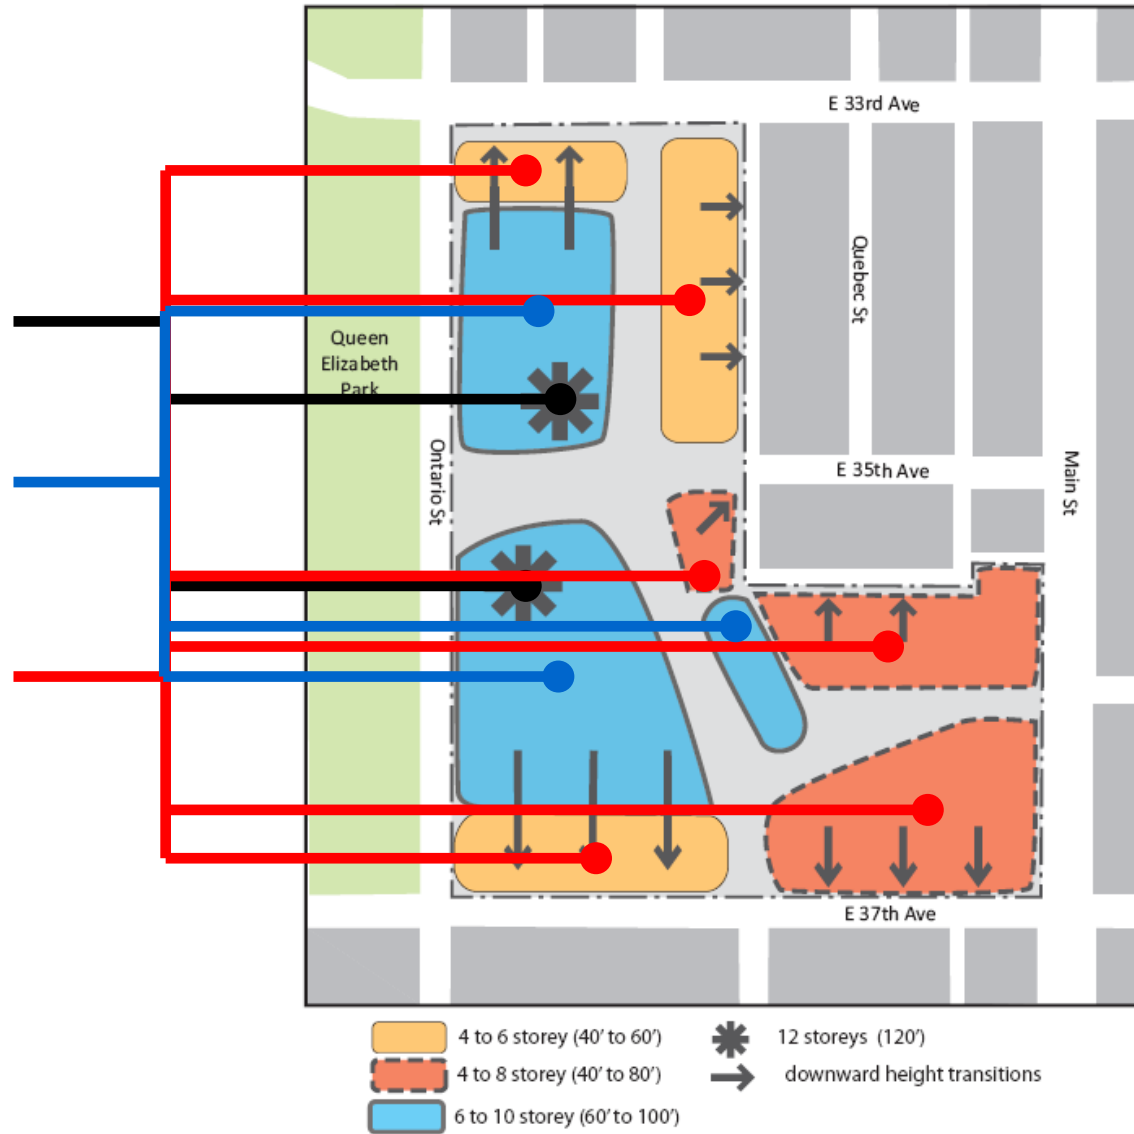 E 33rd Ave
Quebec St
Queen
Elizabeth
Park
Ontario St
E 35th Ave
Main St
E 37th Ave
4 to 6 storey (40' to 60')
12 storeys (120')
4 to 8 storey (40' to 80')
downward height transitions
6 to 10 storey (60' to 100')